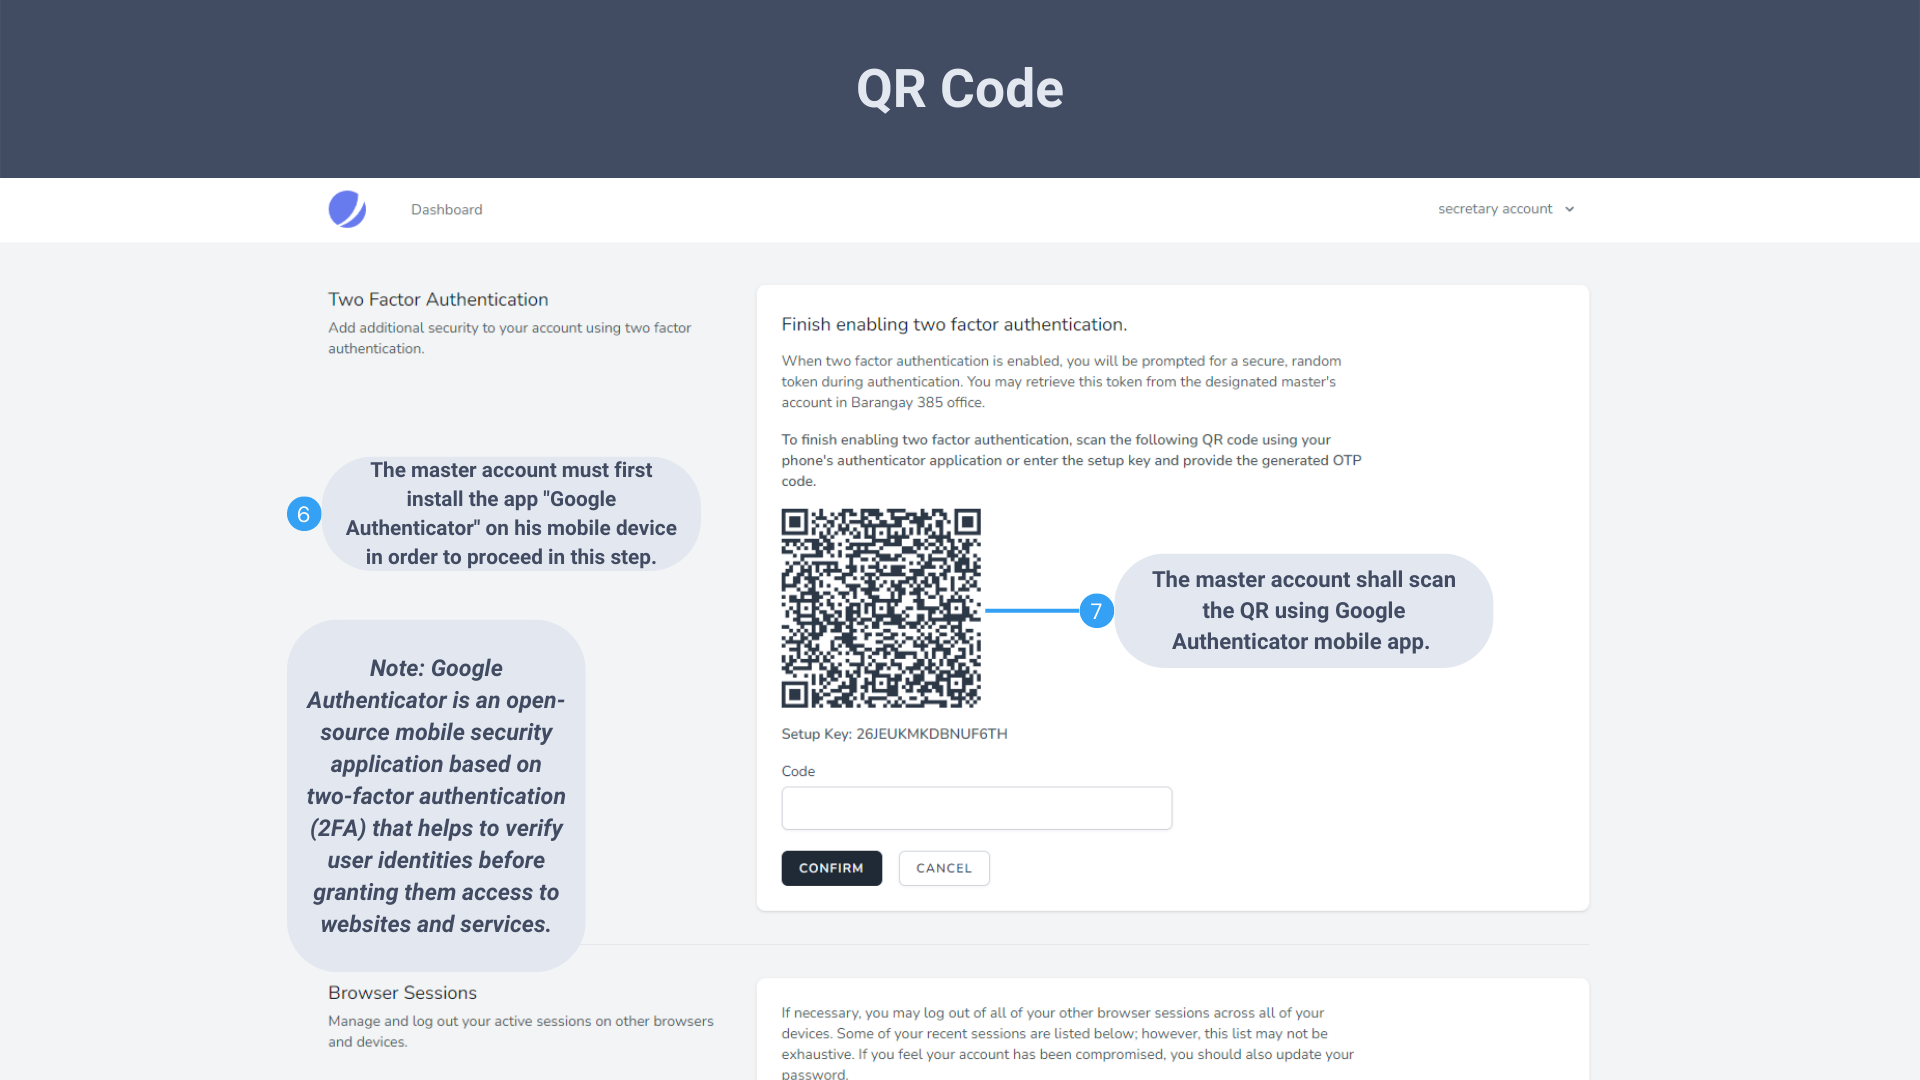 QR Code
Dashboard
secretary account
Two Factor Authentication
Add additional security to your account using two factor
authentication.
Finish enabling two factor authentication.
When two factor authentication is enabled, you will be prompted for a secure, random
token during authentication. You may retrieve this token from the designated master's
account in Barangay 385 office.
To finish enabling two factor authentication, scan the following QR code using your
phone's authenticator application or enter the setup key and provide the generated OTP
code.
6
The master account must first
install the app "Google
Authenticator" on his mobile device
in order to proceed in this step.
7
The master account shall scan
the QR using Google
Authenticator mobile app.
Note: Google
Authenticator is an open-
source mobile security
application based on
two-factor authentication
(2FA) that helps to verify
user identities before
granting them access to
websites and services.
Setup Key: 26JEUKMKDBNUF6TH
Code
CONFIRM
CANCEL
Browser Sessions
Manage and log out your active sessions on other browsers
and devices.
If necessary, you may log out of all of your other browser sessions across all of your
devices. Some of your recent sessions are listed below; however, this list may not be
exhaustive. If you feel your account has been compromised, you should also update your
password.